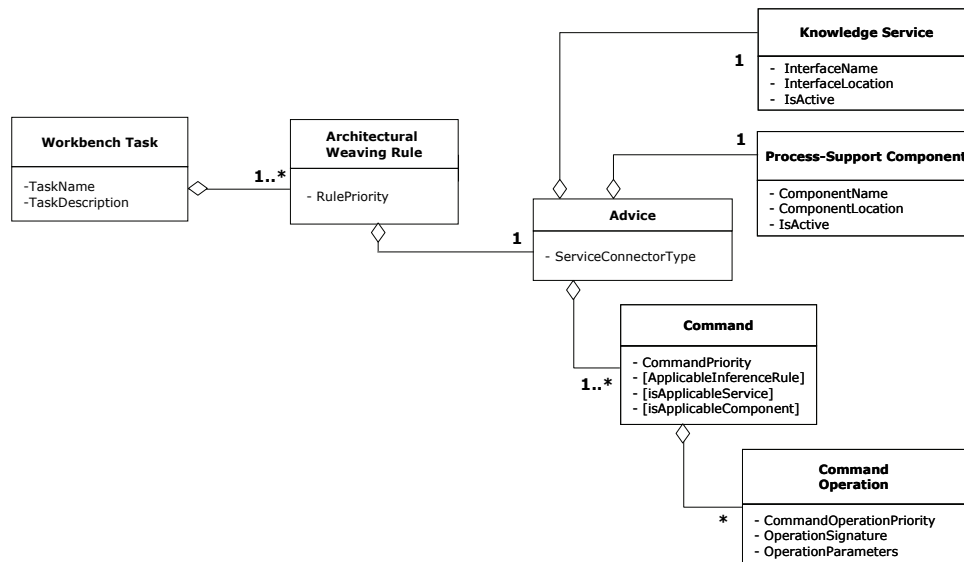 Knowledge Service
1
- InterfaceName
- InterfaceLocation
- IsActive
Workbench Task
-TaskName
-TaskDescription
1..*
Architectural
Weaving Rule
- RulePriority
1
Process-Support Component
- ComponentName
- ComponentLocation
- IsActive
1
Advice
- ServiceConnectorType
Command
- CommandPriority
- [ApplicableInferenceRule]
- [isApplicableService]
- [isApplicableComponent]
1..*
Command
Operation
- CommandOperationPriority
- OperationSignature
- OperationParameters
*